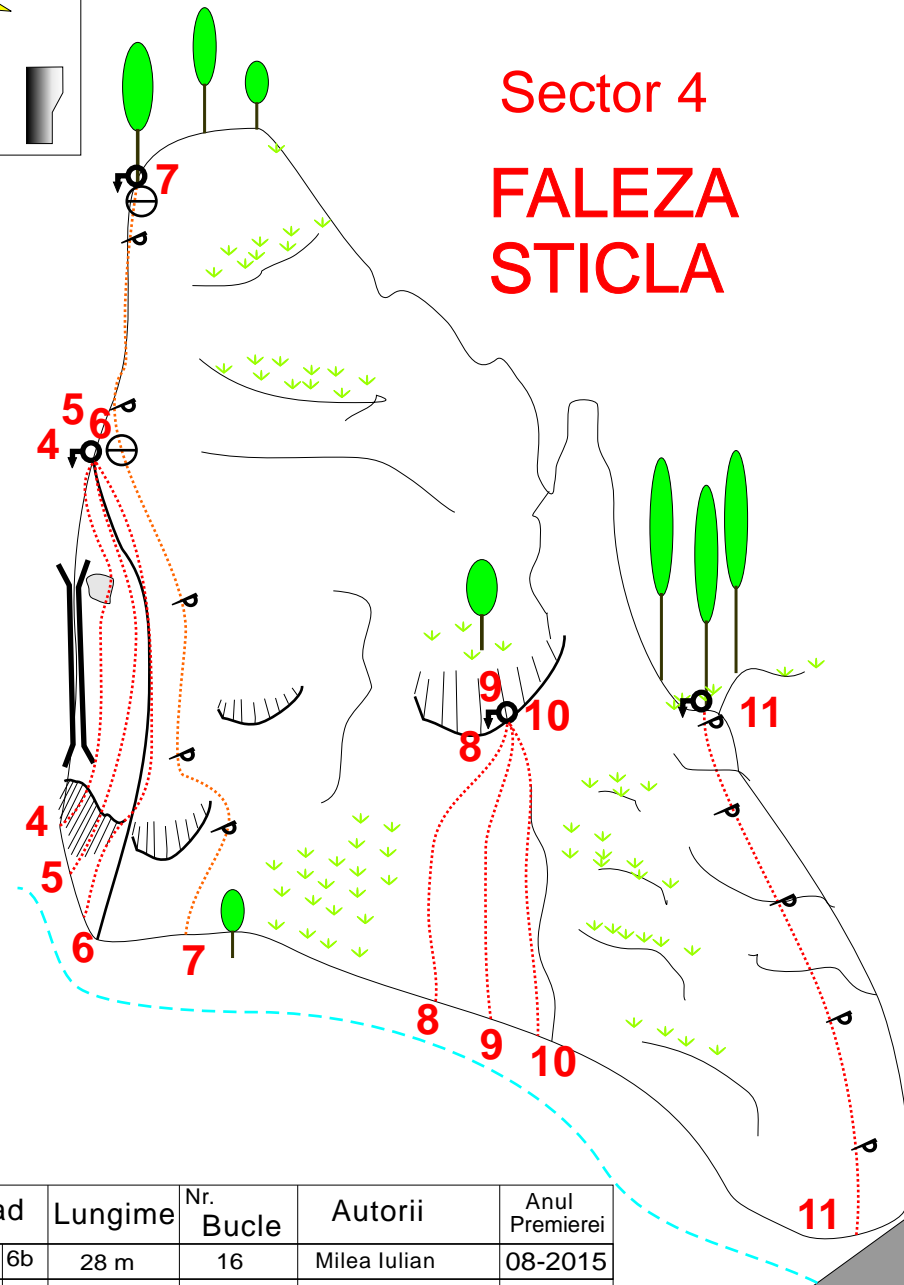 Sector 4
FALEZA
STICLA
7
5
6
4
9
10
8
11
4
5
6
7
8
9
10
11
Lungime
Nr.
Bucle
Autorii
Anul
Premierei
6b
28 m
16
Milea Iulian
08-2015